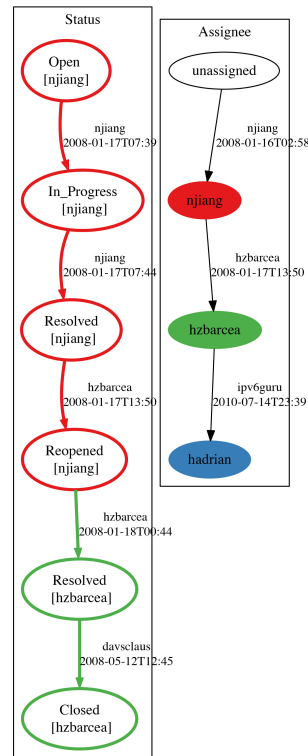 Status
Open
[njiang]
njiang
2008-01-17T07:39
In_Progress
[njiang]
njiang
2008-01-17T07:44
Resolved
[njiang]
hzbarcea
2008-01-17T13:50
Reopened
[njiang]
hzbarcea
2008-01-18T00:44
Resolved
[hzbarcea]
davsclaus
2008-05-12T12:45
Closed
[hzbarcea]
Assignee
unassigned
njiang
2008-01-16T02:58
njiang
hzbarcea
2008-01-17T13:50
hzbarcea
ipv6guru
2010-07-14T23:39
hadrian